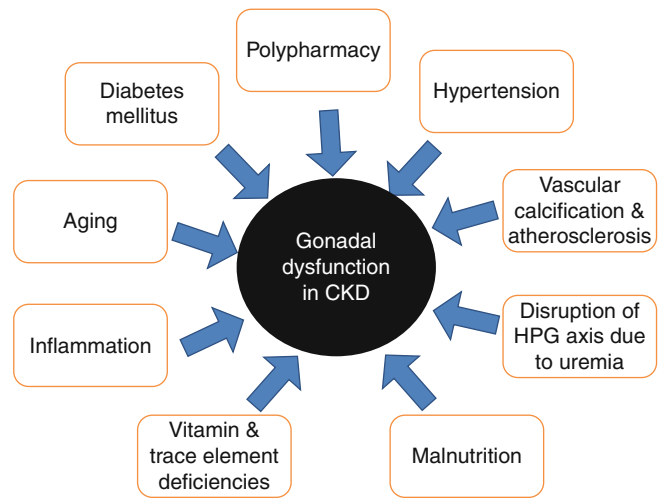 Polypharmacy
Hypertension
Vascular
calcification &
atherosclerosis
Disruption of
HPG axis due
to uremia
Malnutrition
Vitamin &
trace element
deficiencies
Inflammation
Aging
Diabetes
mellitus
Gonadal
dysfunction
in CKD